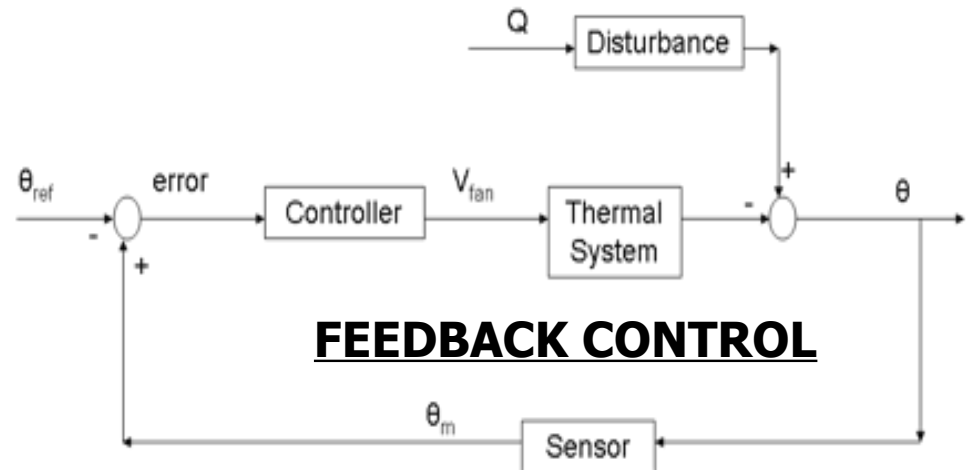 Q
Disturbance
θref
error
Vfan
+
θ
Controller
Thermal
System
-
-
+
FEEDBACK CONTROL
θm
Sensor